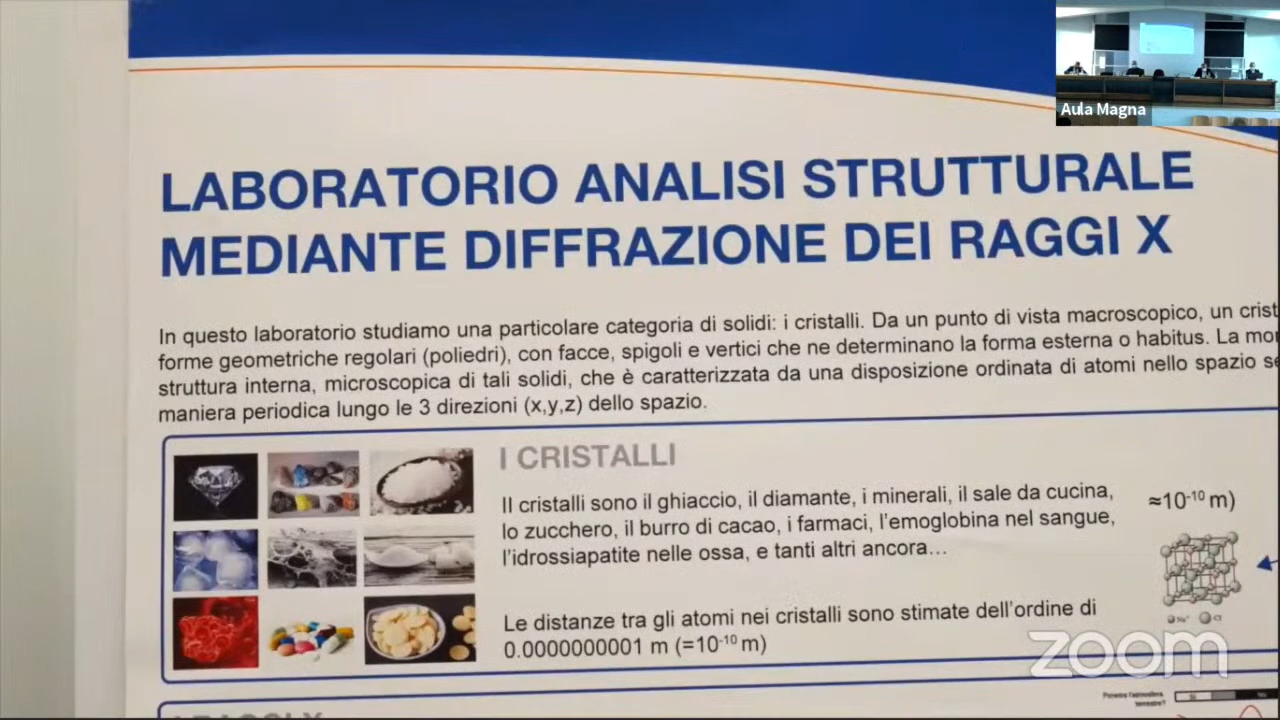 Aula Magna
LABORATORIO ANALISI STRUTTURALE
MEDIANTE DIFFRAZIONE DEI RAGGI X
In questo laboratorio studiamo una particolare categoria di solidi: i cristalli. Da un punto di vista macroscopico, un crist
forme geometriche regolari (poliedri), con facce, spigoli e vertici che ne determinano la forma esterna o habitus. La mo
struttura interna, microscopica di tali solidi, che è caratterizzata da una disposizione ordinata di atomi nello spazio se
maniera periodica lungo le 3 direzioni (x,y,z) dello spazio.
I CRISTALLI
Il cristalli sono il ghiaccio, il diamante, i minerali, il sale da cucina,
lo zucchero, il burro di cacao, i farmaci, l'emoglobina nel sangue,
l'idrossiapatite nelle ossa, e tanti altri ancora...
≈10⁻¹⁰ m)
Le distanze tra gli atomi nei cristalli sono stimate dell'ordine di
0.0000000001 m (=10⁻¹⁰ m)
Na⁺ Cl
zoom
Penetra l'atmosfera
terrestre?